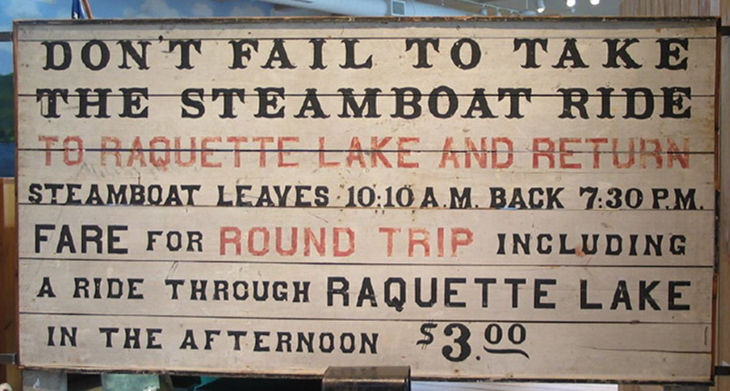 DON'T FAIL TO TAKE
THE STEAMBOAT RIDE
TO RAQUETTE LAKE AND RETURN
STEAMBOAT LEAVES 10:10 A.M. BACK 7:30 P.M.
FARE FOR ROUND TRIP INCLUDING
A RIDE THROUGH RAQUETTE LAKE
IN THE AFTERNOON $3.00